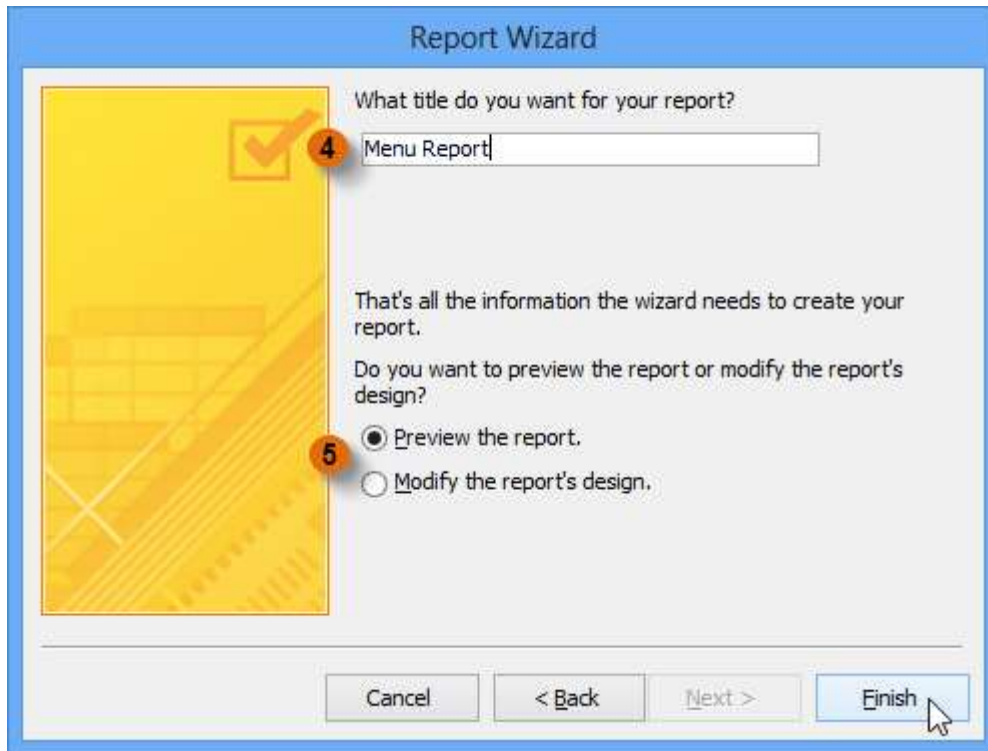 Report Wizard
What title do you want for your report?
4 Menu Report
That's all the information the wizard needs to create your
report.
Do you want to preview the report or modify the report's
design?
Preview the report.
5
Modify the report's design.
Cancel < Back Next > Finish